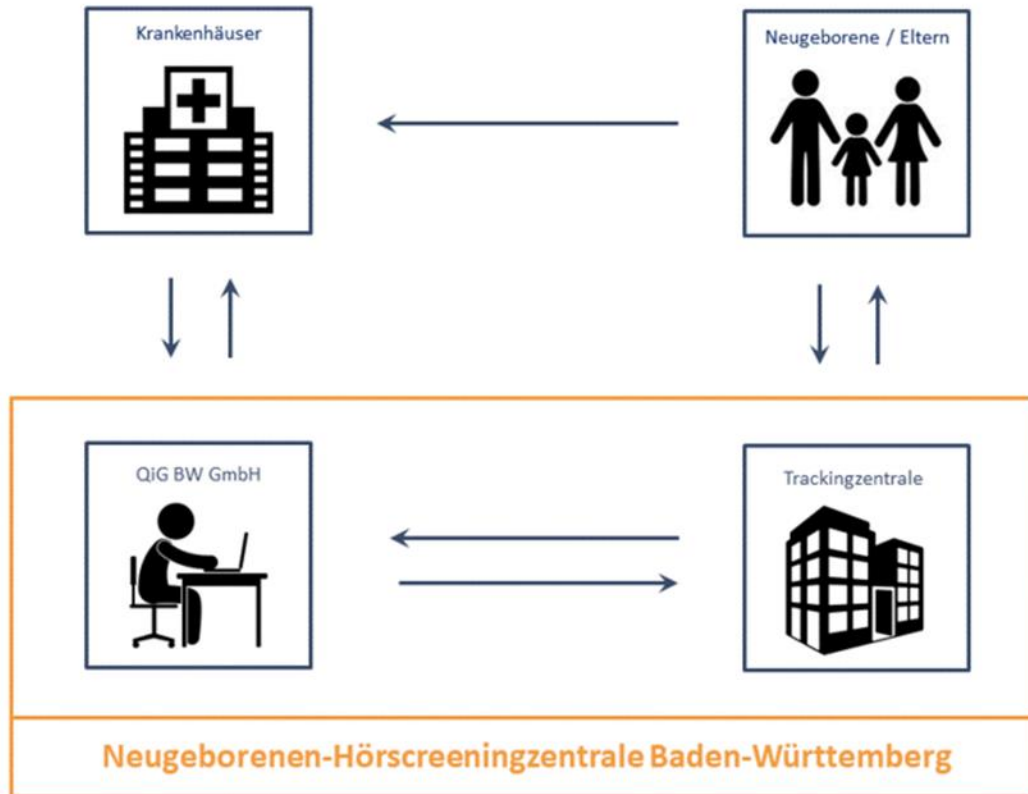 Krankenhäuser
Neugeborene / Eltern
QiG BW GmbH
Trackingzentrale
Neugeborenen-Hörscreeningzentrale Baden-Württemberg